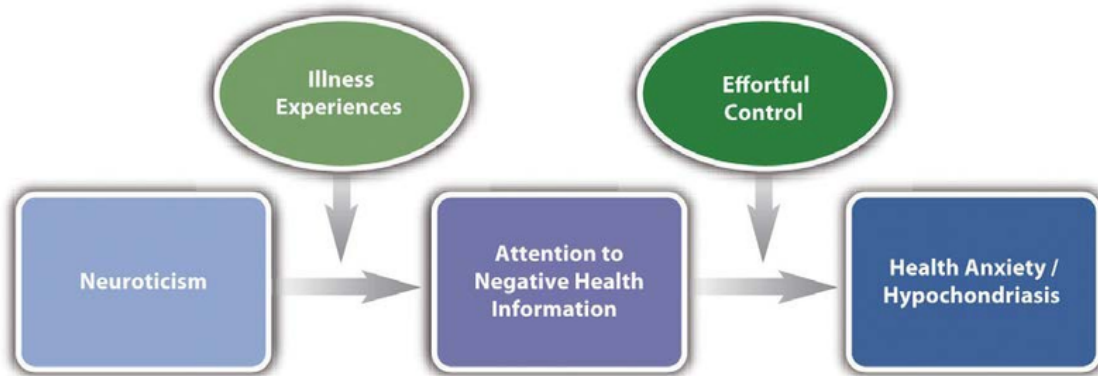 Illness
Experiences
Effortful
Control
Neuroticism
Attention to
Negative Health
Information
Health Anxiety /
Hypochondriasis